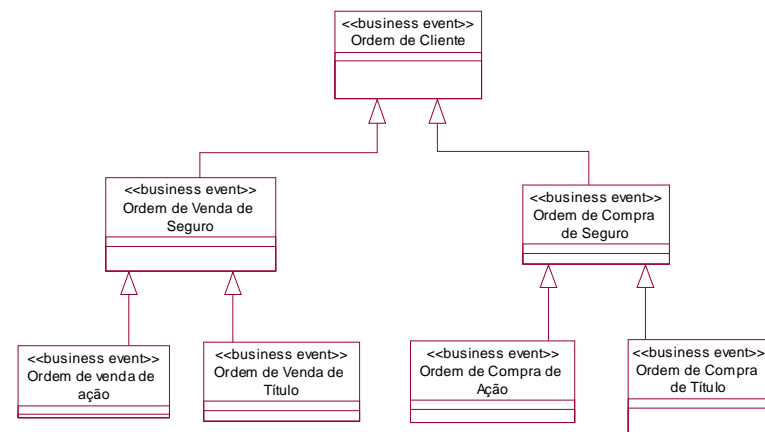 <<business event>>
Ordem de Cliente
<<business event>>
Ordem de Venda de
Seguro
<<business event>>
Ordem de Compra
de Seguro
<<business event>>
Ordem de venda de
ação
<<business event>>
Ordem de Venda de
Título
<<business event>>
Ordem de Compra de
Ação
<<business event>>
Ordem de Compra
de Título